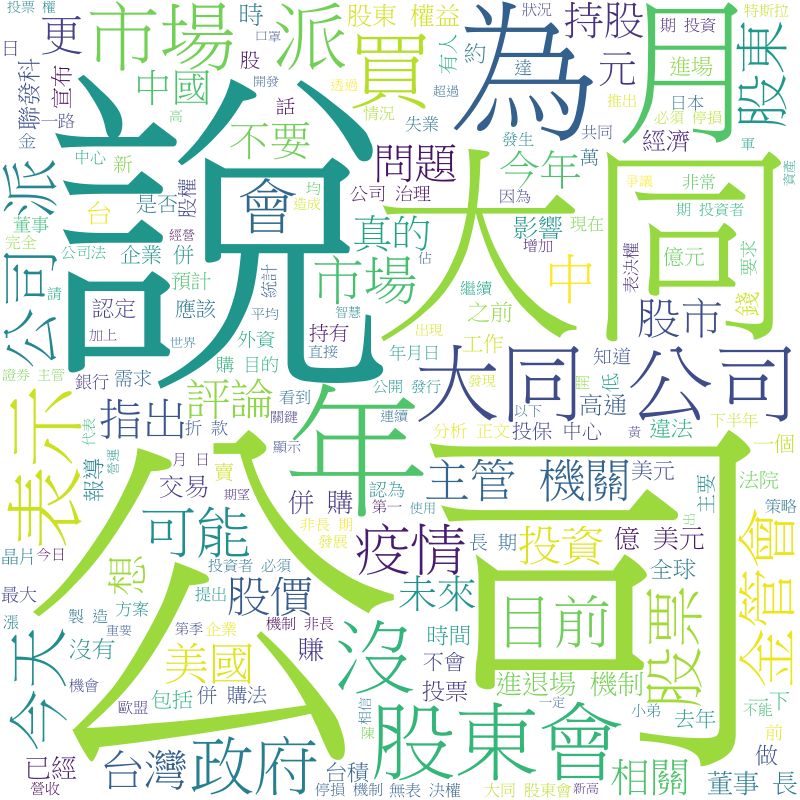 投票 權
市場
派
更
時
股東 權益
狀況
持股
為
月
期 投資
特斯拉
進場
股東
日
聯發科
宣布
中國
股
口罩
買
有人
約
達
元
日本
金
一路
開發
話
透過
情況
超過
推出
必須 停損
說
高
不要
失業
發生
共同
經濟
萬
軍
中心
新
問題
今年
大同
資產
派
會
董事
台
是否
股權
均
造成
公司 治理
因為
爭議
非常
公司
完全
公司法
企業
經營
併
真的
影響
增加
現在
期 投資者
億元
要求
請
預計
統計
佔
市場
中
表決權
錢
認定
應該
智慧
繼續
之前
股市
加上
外資
持有
平均
出現
工作
世界
直接
證券 主管
銀行
需求
購 目的
年月日
大同
公司
知道
低
表示
指出
評論
看到
年
公開 發行
發現
高通
代表
折 款
關鍵
連續
以下
黃
下半年
報導
營運
月 日
賣
顯示
分析 正文
投保 中心
違法
一個
交易
期望
併 購
認為
第一
使用
主管 機關
美元
主要
法院
出
策略
可能
非長 期
發展
疫情
長 期
投資
億 美元
金管會
晶片
今日
想
投資者 必須
公司
股價
未來
目前
股票
全球
最大
製 造
方案
提出
漲
重要
第季
企業
機制 非長
今天
沒有
美國
賺
沒
時間
不會
進退場 機制
機會
包括
併 購法
投票
相信
一定
小弟
去年
一下
不能
歐盟
陳
前
已經
台灣
政府
台積
股東會
相關
做
董事 長
營收
停損 機制
無表 決權
大同 股東會
新高